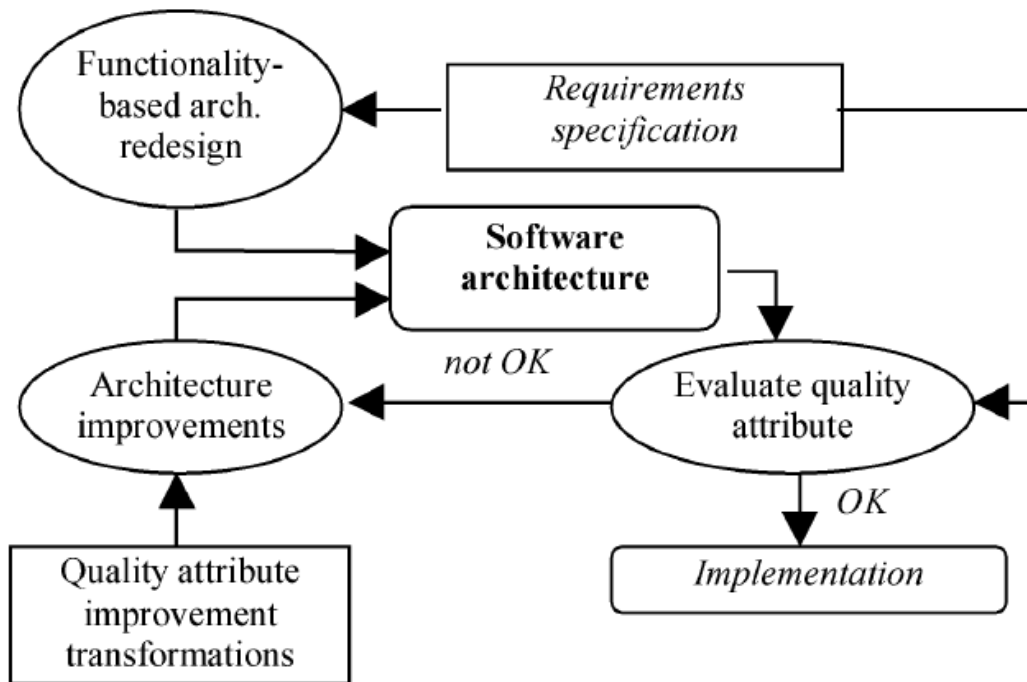 Functionality-
based arch.
redesign
Requirements
specification
Software
architecture
not OK
Architecture
improvements
Evaluate quality
attribute
OK
Quality attribute
improvement
transformations
Implementation